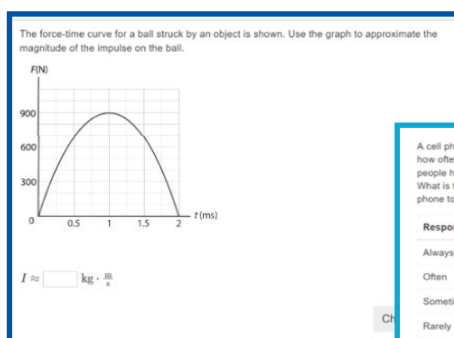 The force-time curve for a ball struck by an object is shown. Use the graph to approximate the
magnitude of the impulse on the ball.
F(N)
900
600
300
0
0.5
1
1.5
2
t (ms)
I ≈ kg · m/s
A cell ph
how ofte
people h
What is
phone to
Respo
Always
Often
Someti
Rarely
Ch